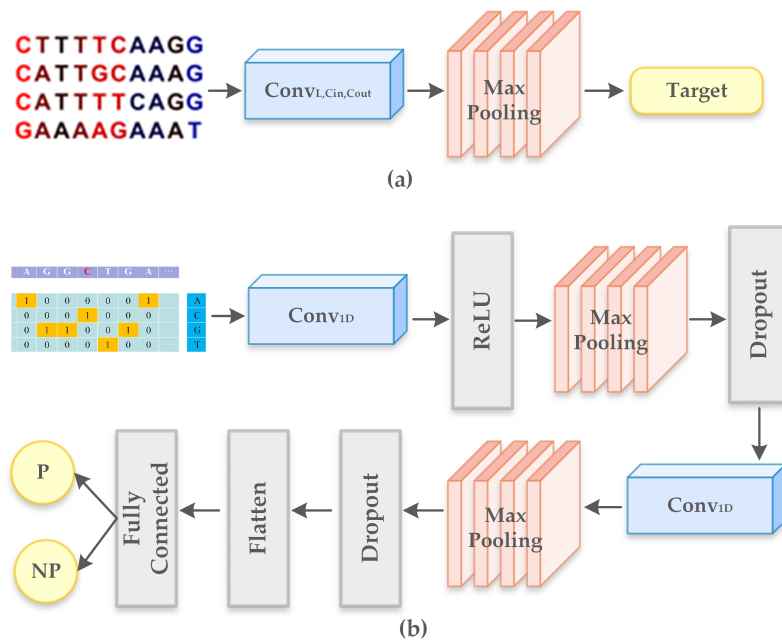 CTTTTCAAGG
CATTGCAAAG
CATTTTCAGG
GAAAAGAAAT
ConvL,Cin,Cout
Max
Pooling
Target
(a)
A G G C T G A ...
1 0 0 0 0 0 1 ... A
0 0 0 1 0 0 0 ... C
0 1 1 0 0 1 0 ... G
0 0 0 0 1 0 0 ... T
Conv1D
ReLU
Max
Pooling
Dropout
Conv1D
Max
Pooling
Dropout
Flatten
Fully
Connected
P
NP
(b)